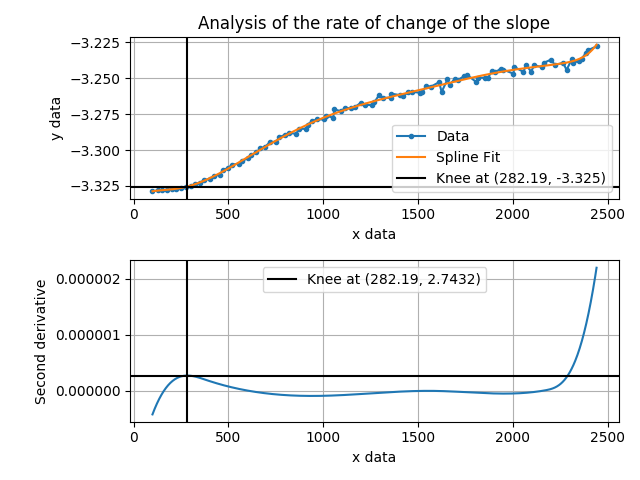 Analysis of the rate of change of the slope
−3.225
−3.250
−3.275
−3.300
−3.325
y data
Data
Spline Fit
Knee at (282.19, -3.325)
0 500 1000 1500 2000 2500
x data
0.000002
0.000001
0.000000
Second derivative
Knee at (282.19, 2.7432)
0 500 1000 1500 2000 2500
x data